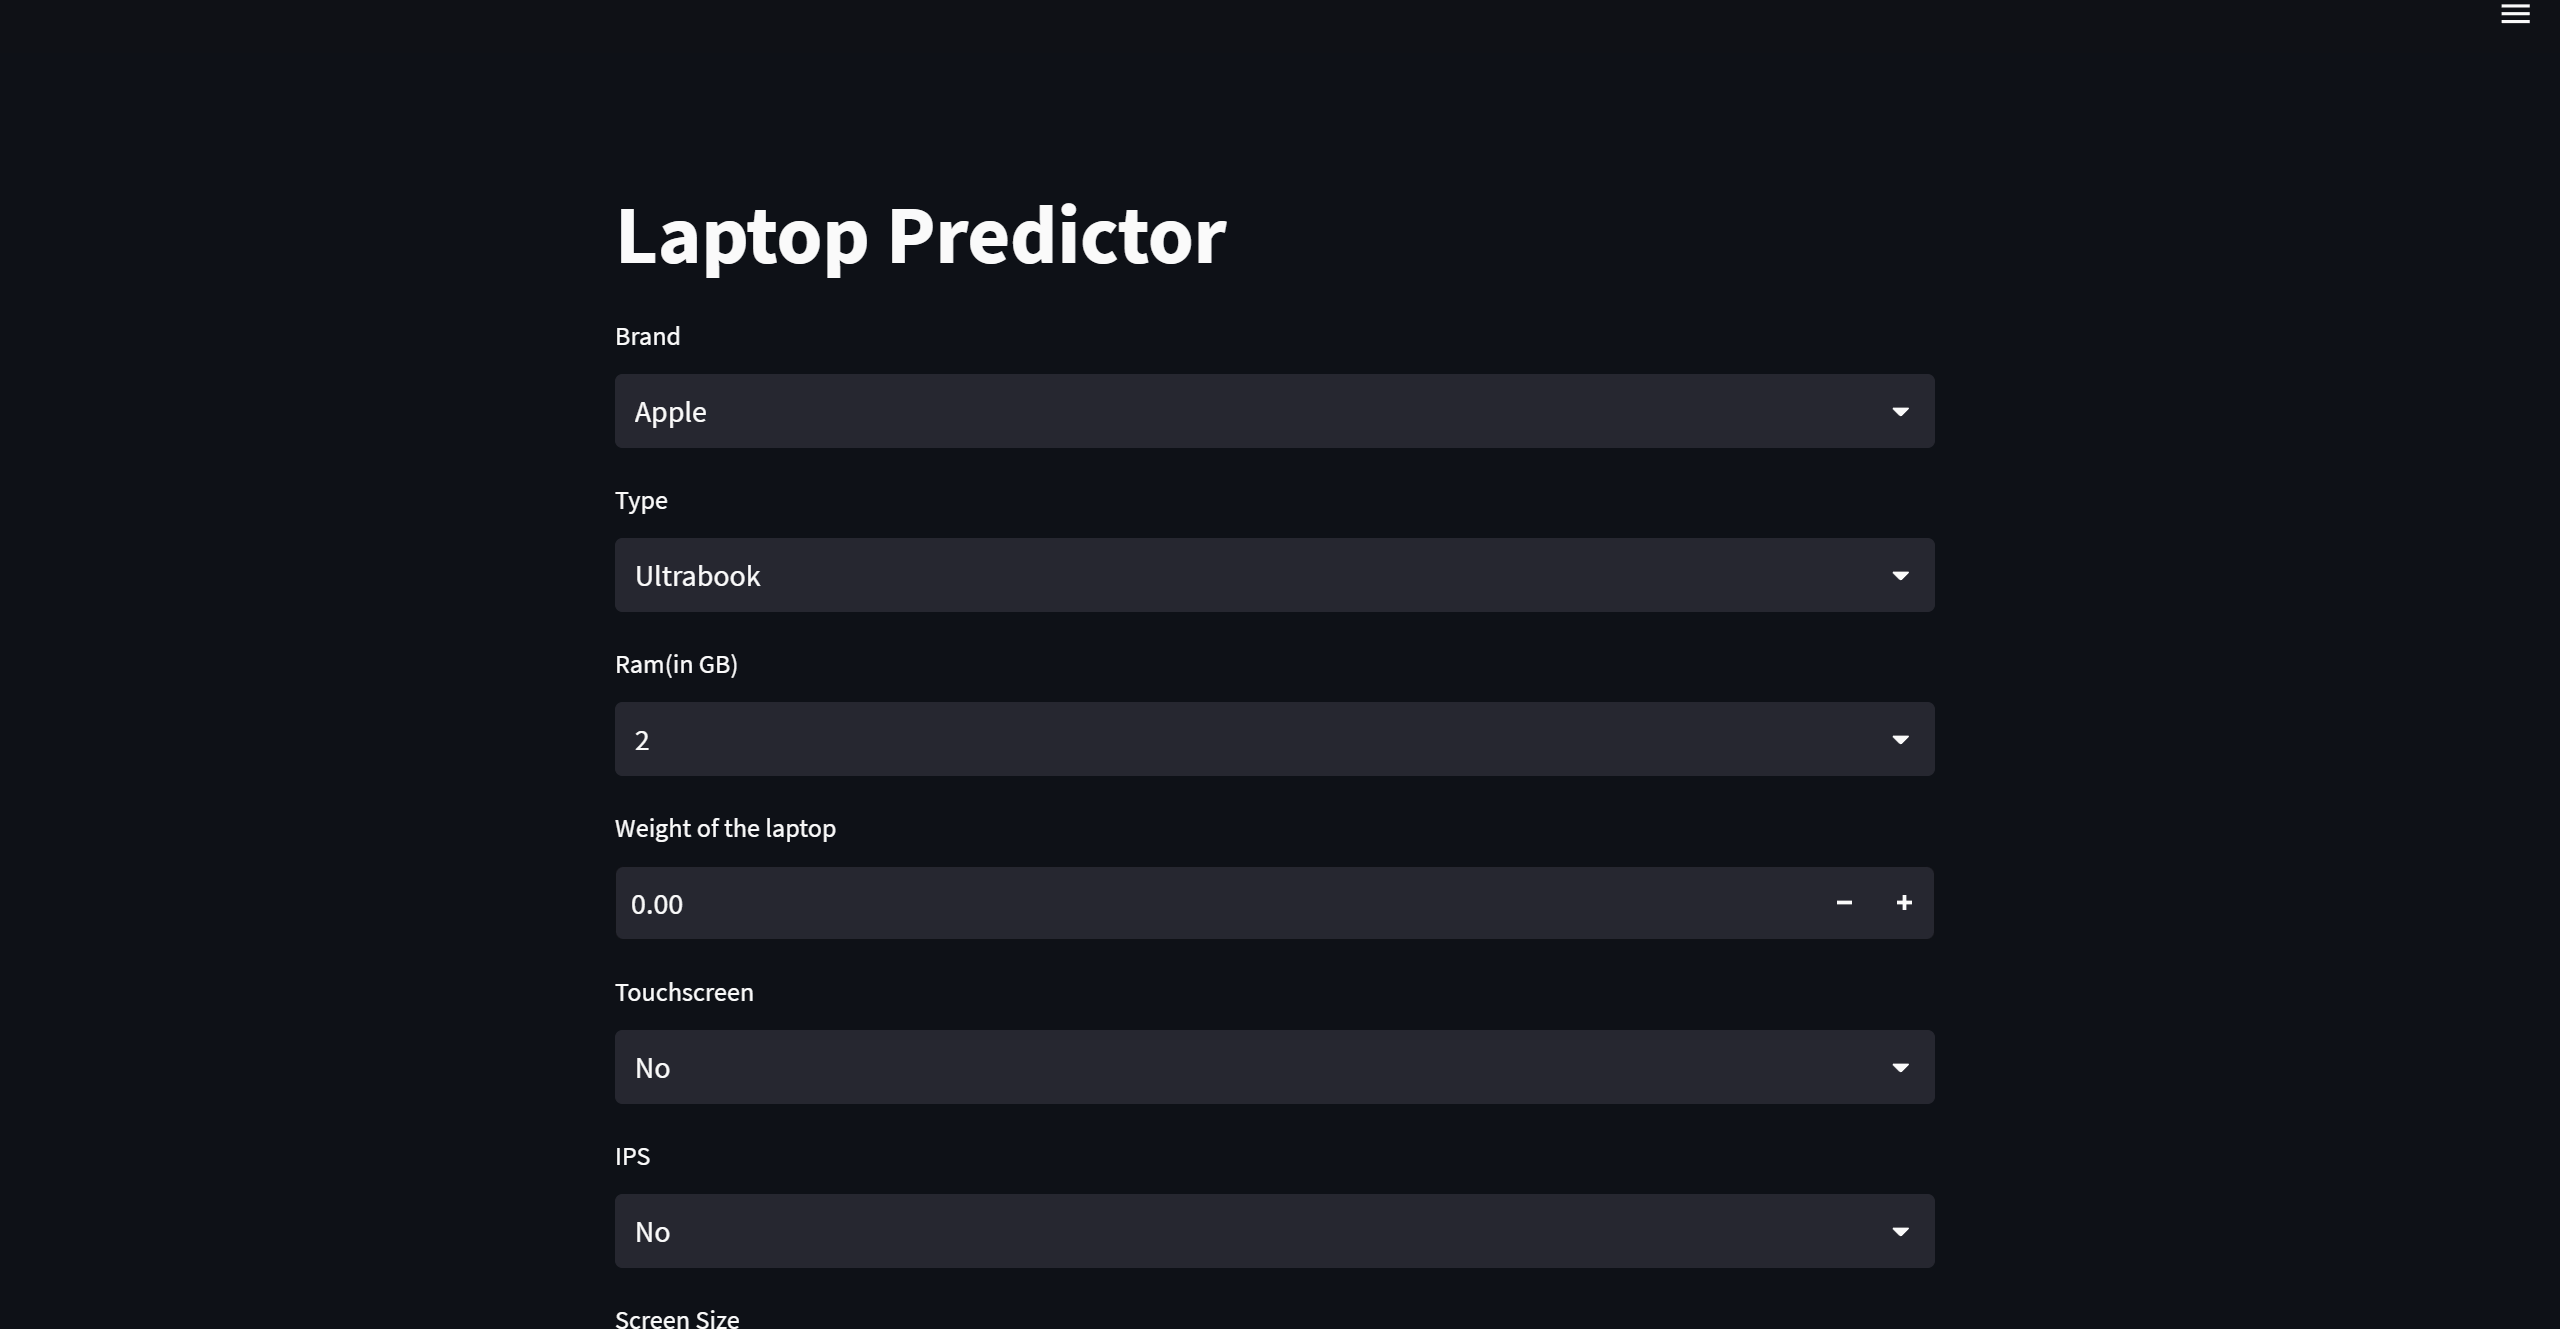 Laptop Predictor
Brand
Apple
Type
Ultrabook
Ram(in GB)
2
Weight of the laptop
0.00
Touchscreen
No
IPS
No
Screen Size